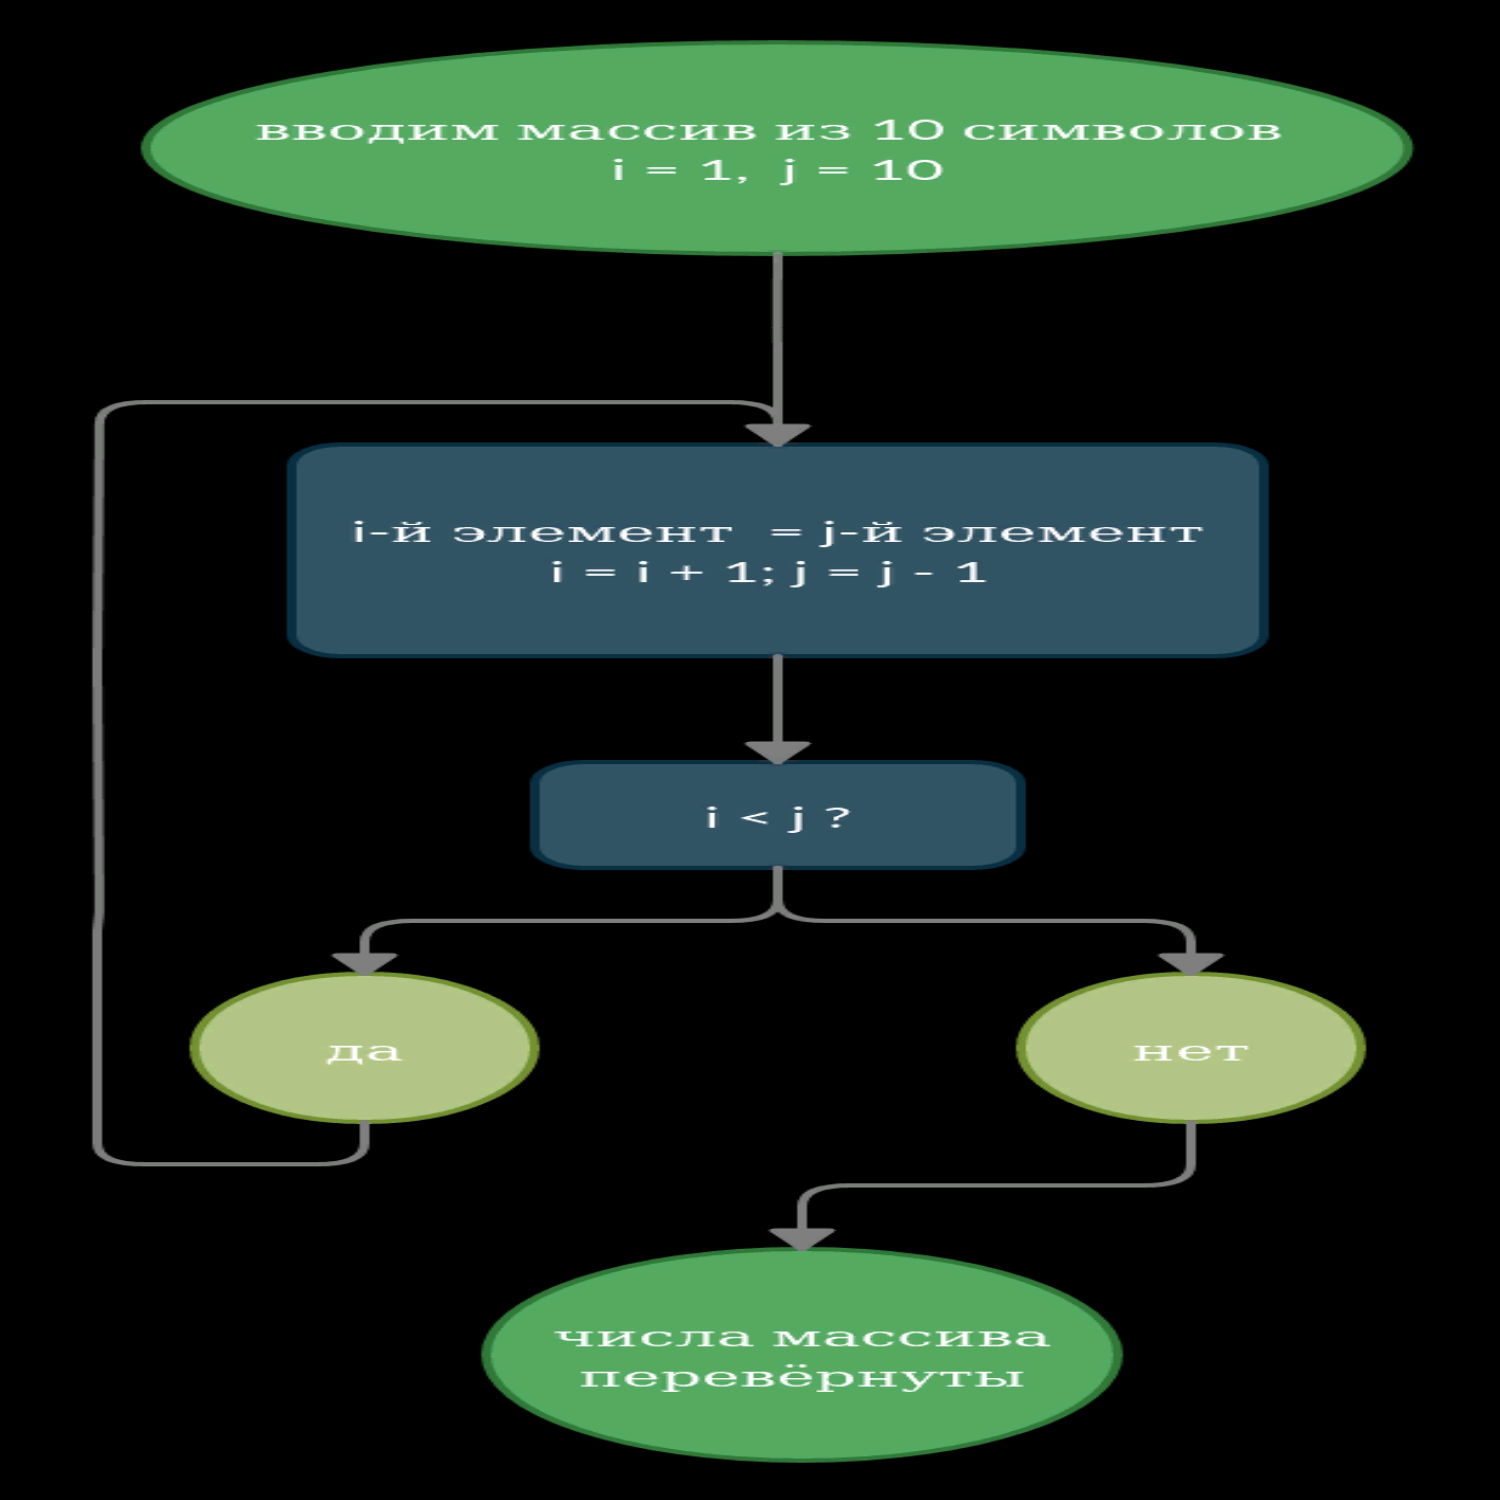 вводим массив из 10 символов
i = 1, j = 10
i-й элемент = j-й элемент
i = i + 1; j = j - 1
i < j ?
да
нет
числа массива
перевёрнуты